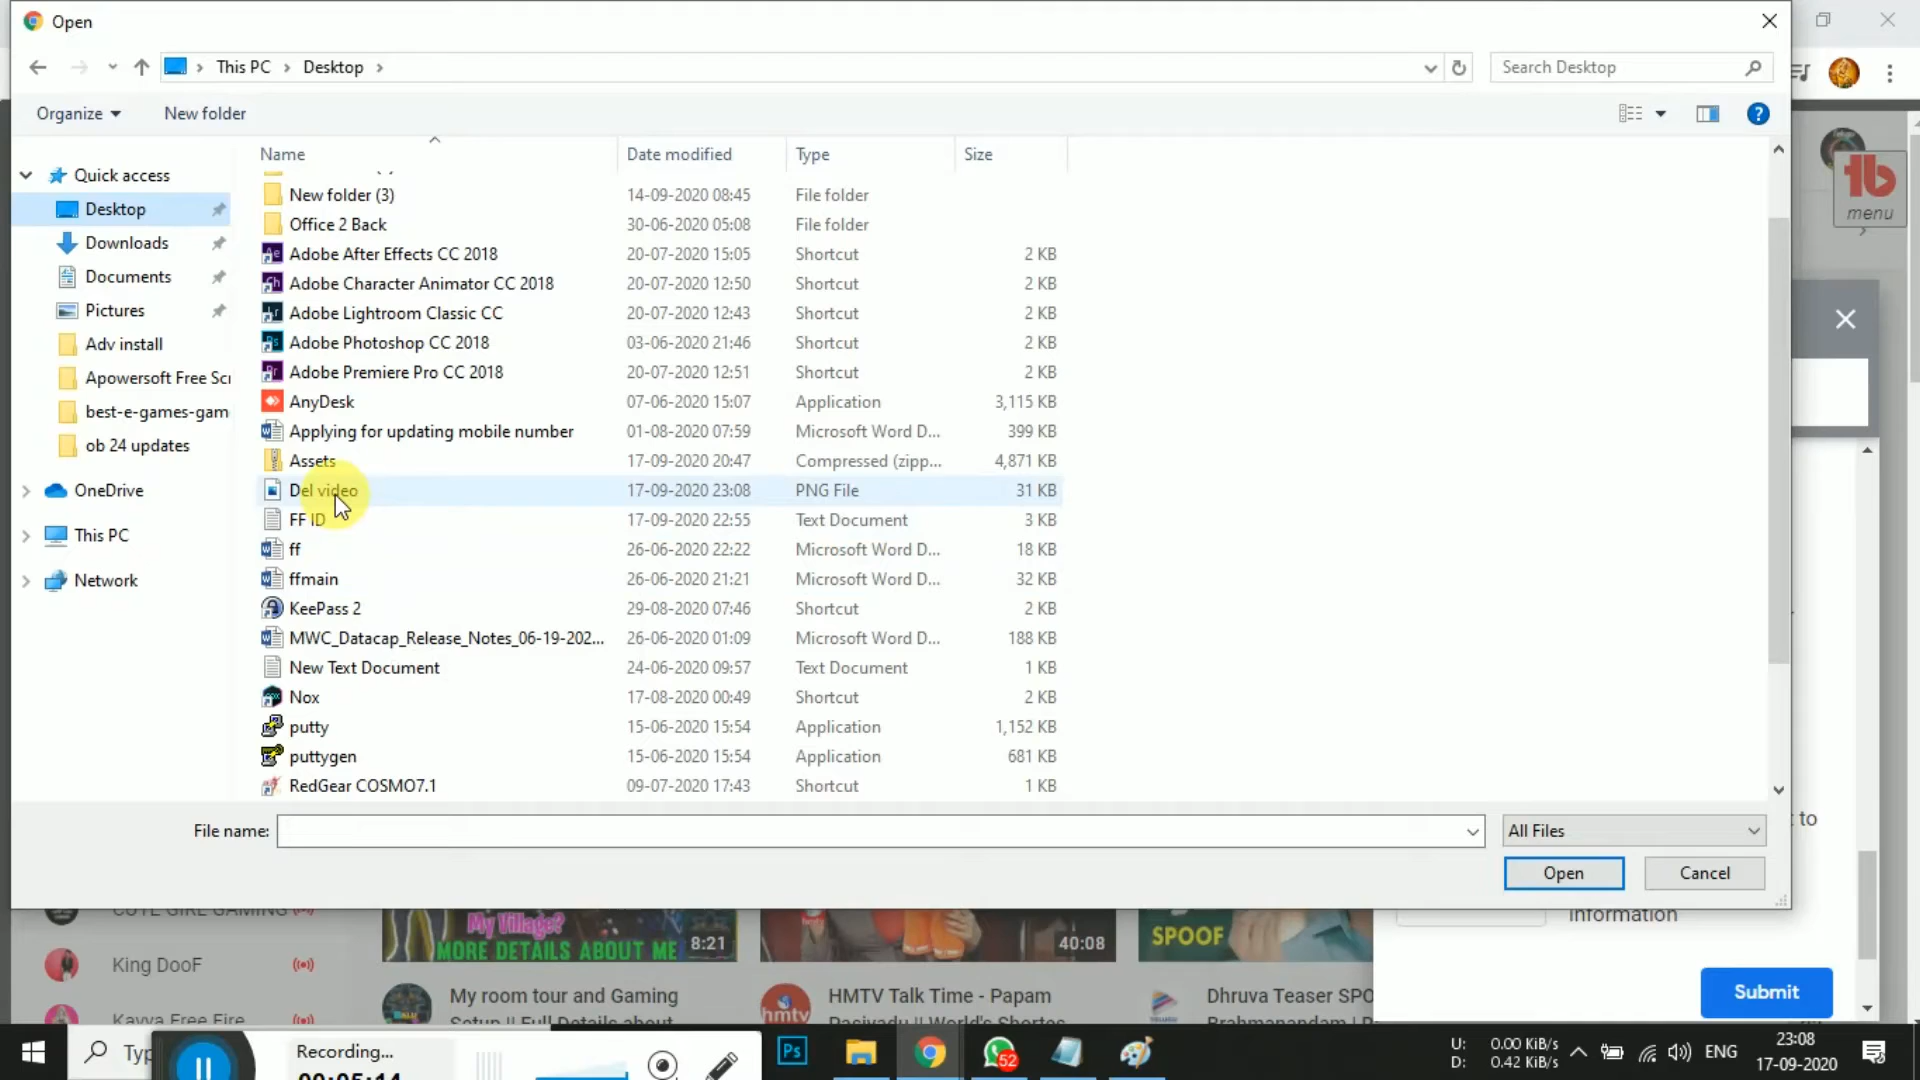 Open
This PC > Desktop >
Search Desktop
Organize
New folder
Name
Date modified
Type
Size
Quick access
Desktop
Downloads
Documents
Pictures
Adv install
Apowersoft Free Scr
best-e-games-gam
ob 24 updates
OneDrive
This PC
Network
New folder (3) 14-09-2020 08:45 File folder
Office 2 Back 30-06-2020 05:08 File folder
Adobe After Effects CC 2018 20-07-2020 15:05 Shortcut 2 KB
Adobe Character Animator CC 2018 20-07-2020 12:50 Shortcut 2 KB
Adobe Lightroom Classic CC 20-07-2020 12:43 Shortcut 2 KB
Adobe Photoshop CC 2018 03-06-2020 21:46 Shortcut 2 KB
Adobe Premiere Pro CC 2018 20-07-2020 12:51 Shortcut 2 KB
AnyDesk 07-06-2020 15:07 Application 3,115 KB
Applying for updating mobile number 01-08-2020 07:59 Microsoft Word D... 399 KB
Assets 17-09-2020 20:47 Compressed (zipp... 4,871 KB
Del video 17-09-2020 23:08 PNG File 31 KB
FF ID 17-09-2020 22:55 Text Document 3 KB
ff 26-06-2020 22:22 Microsoft Word D... 18 KB
ffmain 26-06-2020 21:21 Microsoft Word D... 32 KB
KeePass 2 29-08-2020 07:46 Shortcut 2 KB
MWC_Datacap_Release_Notes_06-19-202... 26-06-2020 01:09 Microsoft Word D... 188 KB
New Text Document 24-06-2020 09:57 Text Document 1 KB
Nox 17-08-2020 00:49 Shortcut 2 KB
putty 15-06-2020 15:54 Application 1,152 KB
puttygen 15-06-2020 15:54 Application 681 KB
RedGear COSMO7.1 09-07-2020 17:43 Shortcut 1 KB
File name:
All Files
Open
Cancel
tb
menu
to
information
Submit
CUTE GIRL GAMING
King DooF
Kavya Free Fire
My Village?
MORE DETAILS ABOUT ME
8:21
40:08
SPOOF
My room tour and Gaming
Setup || Full Details about
HMTV Talk Time - Papam
Pasivadu || World's Shortes
hmtv
Dhruva Teaser SPO
Brahmanandam | R
Typ
Recording...
00:05:14
Ps
52
U: 0.00 KiB/s
D: 0.42 KiB/s
ENG
23:08
17-09-2020